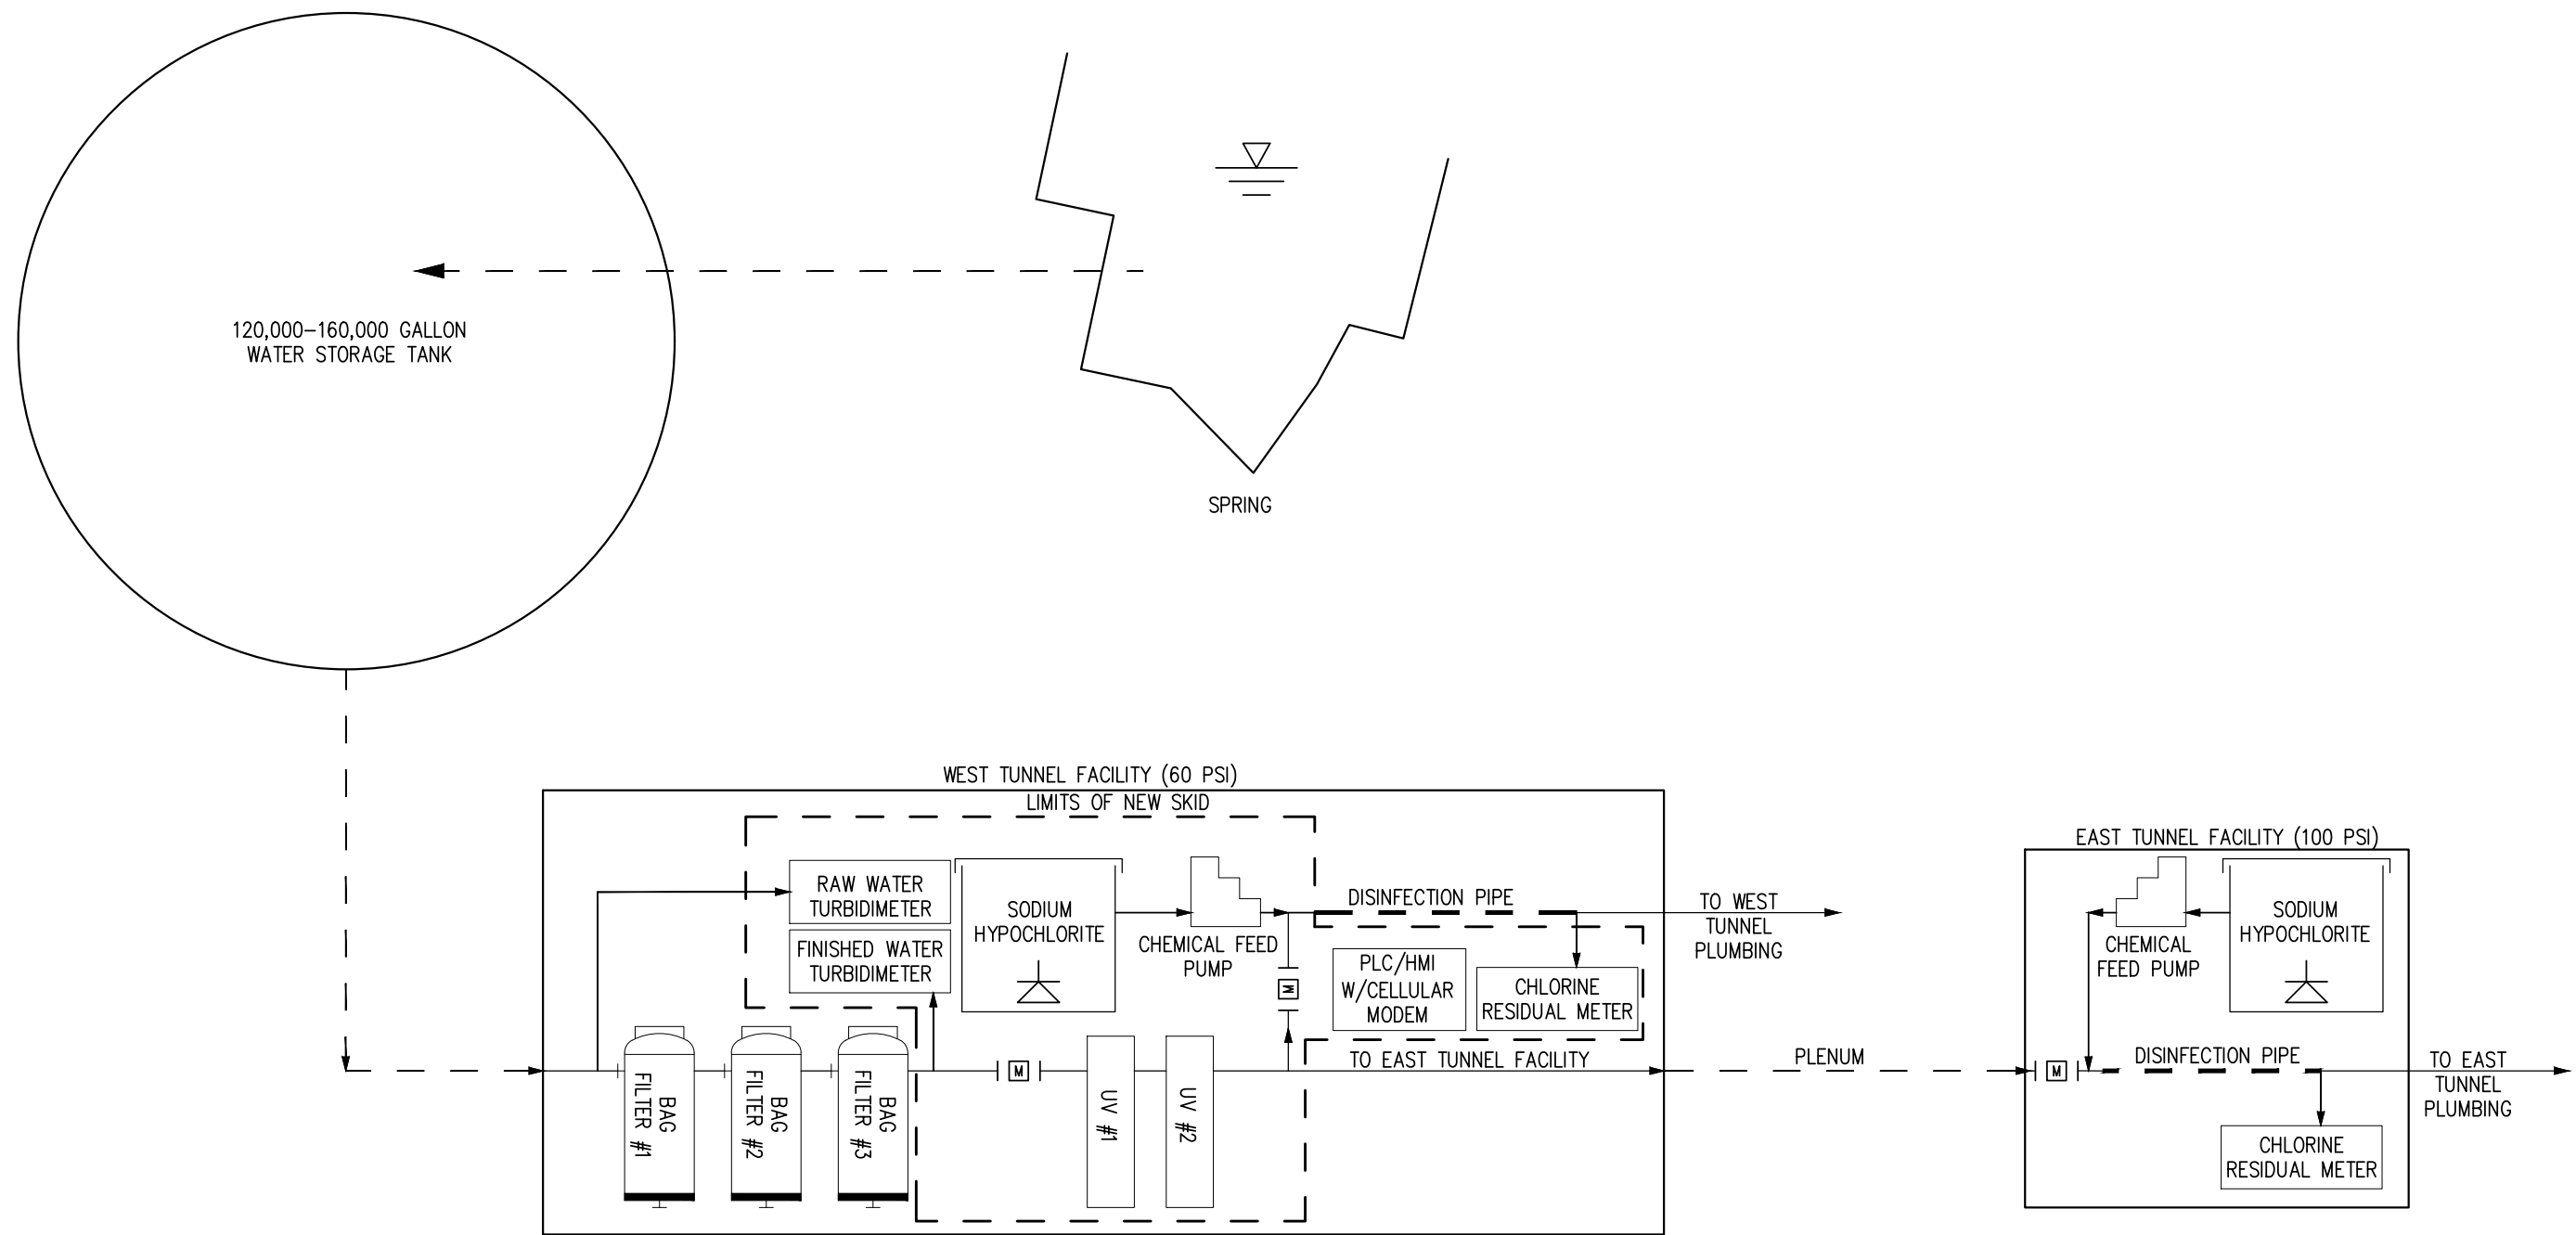 120,000-160,000 GALLON
WATER STORAGE TANK
SPRING
WEST TUNNEL FACILITY (60 PSI)
LIMITS OF NEW SKID
RAW WATER
TURBIDIMETER
FINISHED WATER
TURBIDIMETER
SODIUM
HYPOCHLORITE
CHEMICAL FEED
PUMP
DISINFECTION PIPE
PLC/HMI
W/CELLULAR
MODEM
CHLORINE
RESIDUAL METER
TO WEST
TUNNEL
PLUMBING
BAG
FILTER #1
BAG
FILTER #2
BAG
FILTER #3
M
UV #1
UV #2
M
TO EAST TUNNEL FACILITY
PLENUM
EAST TUNNEL FACILITY (100 PSI)
CHEMICAL
FEED PUMP
SODIUM
HYPOCHLORITE
M
DISINFECTION PIPE
CHLORINE
RESIDUAL METER
TO EAST
TUNNEL
PLUMBING